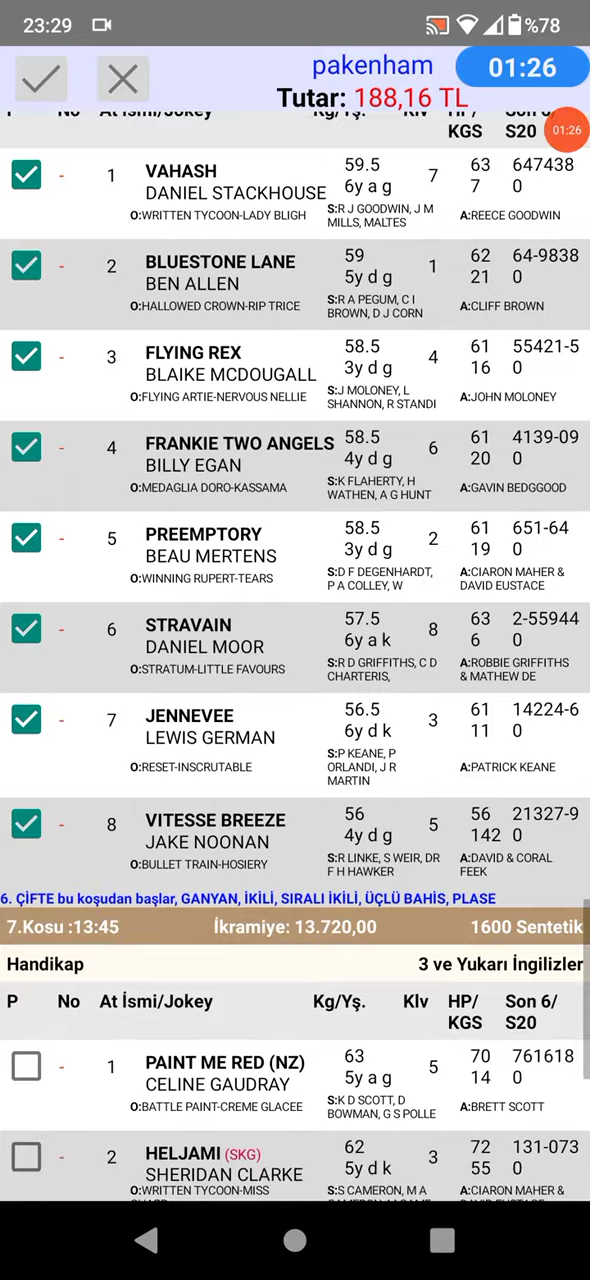 23:29 %78
pakenham 01:26
Tutar: 188,16 TL
01:26
No At İsmi/Jokey Kg/Yş. Klv HP/ Son 6/
KGS S20
- 1 VAHASH 59.5 7 63 647438
DANIEL STACKHOUSE 6y a g 7 0
O:WRITTEN TYCOON-LADY BLIGH S:R J GOODWIN, J M A:REECE GOODWIN
MILLS, MALTES
- 2 BLUESTONE LANE 59 1 62 64-9838
BEN ALLEN 5y d g 21 0
O:HALLOWED CROWN-RIP TRICE S:R A PEGUM, C I A:CLIFF BROWN
BROWN, D J CORN
- 3 FLYING REX 58.5 4 61 55421-5
BLAIKE MCDOUGALL 3y d g 16 0
O:FLYING ARTIE-NERVOUS NELLIE S:J MOLONEY, L A:JOHN MOLONEY
SHANNON, R STANDI
- 4 FRANKIE TWO ANGELS 58.5 6 61 4139-09
BILLY EGAN 4y d g 20 0
O:MEDAGLIA DORO-KASSAMA S:K FLAHERTY, H A:GAVIN BEDGGOOD
WATHEN, A G HUNT
- 5 PREEMPTORY 58.5 2 61 651-64
BEAU MERTENS 3y d g 19 0
O:WINNING RUPERT-TEARS S:D F DEGENHARDT, A:CIARON MAHER &
P A COLLEY, W DAVID EUSTACE
- 6 STRAVAIN 57.5 8 63 2-55944
DANIEL MOOR 6y a k 6 0
O:STRATUM-LITTLE FAVOURS S:R D GRIFFITHS, C D A:ROBBIE GRIFFITHS
CHARTERIS, & MATHEW DE
- 7 JENNEVEE 56.5 3 61 14224-6
LEWIS GERMAN 6y d k 11 0
O:RESET-INSCRUTABLE S:P KEANE, P A:PATRICK KEANE
ORLANDI, J R
MARTIN
- 8 VITESSE BREEZE 56 5 56 21327-9
JAKE NOONAN 4y d g 142 0
O:BULLET TRAIN-HOSIERY S:R LINKE, S WEIR, DR A:DAVID & CORAL
F H HAWKER FEEK
6. ÇİFTE bu koşudan başlar, GANYAN, İKİLİ, SIRALI İKİLİ, ÜÇLÜ BAHİS, PLASE
7.Kosu :13:45 İkramiye: 13.720,00 1600 Sentetik
Handikap 3 ve Yukarı İngilizler
P No At İsmi/Jokey Kg/Yş. Klv HP/ Son 6/
KGS S20
- 1 PAINT ME RED (NZ) 63 5 70 761618
CELINE GAUDRAY 5y a g 14 0
O:BATTLE PAINT-CREME GLACEE S:K D SCOTT, D A:BRETT SCOTT
BOWMAN, G S POLLE
- 2 HELJAMI (SKG) 62 3 72 131-073
SHERIDAN CLARKE 5y d k 55 0
O:WRITTEN TYCOON-MISS S:S CAMERON, M A A:CIARON MAHER &